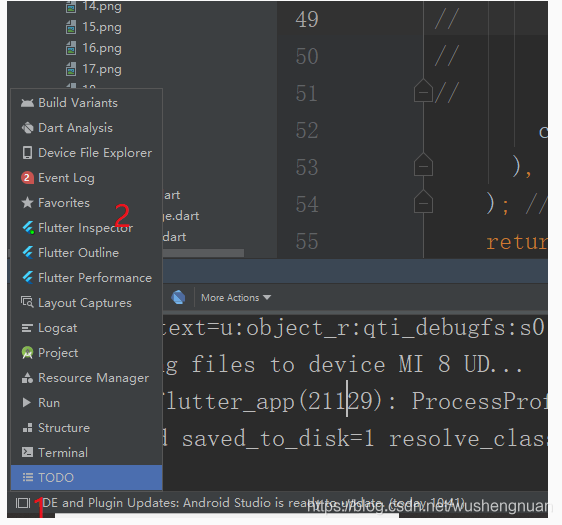 14.png
15.png
16.png
17.png
Build Variants
Dart Analysis
Device File Explorer
2 Event Log
Favorites
2
Flutter Inspector
Flutter Outline
Flutter Performance
Layout Captures
Logcat
Project
Resource Manager
Run
Structure
Terminal
TODO
art
ge.dart
dart
49 //
50 //
51 //
52 c
53 ),
54 ); //
55 retur
More Actions
text=u:object_r:qti_debugfs:s0
g files to device MI 8 UD...
flutter_app(21129): ProcessProf
d saved_to_disk=1 resolve_clas
1
DE and Plugin Updates: Android Studio is ready to update. (today 10:41)
https://blog.csdn.net/wushengnuan